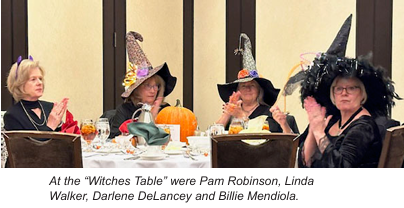 At the “Witches Table” were Pam Robinson, Linda
Walker, Darlene DeLancey and Billie Mendiola.